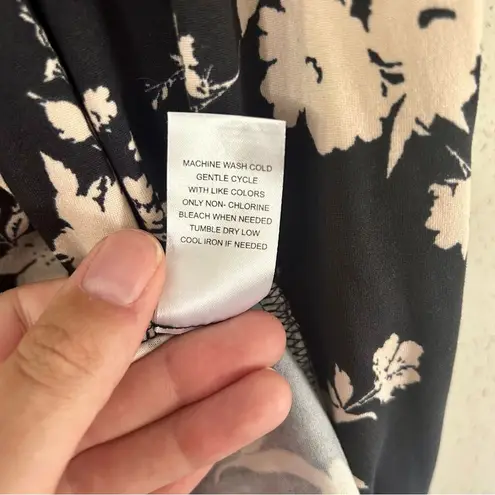 MACHINE WASH COLD
GENTLE CYCLE
WITH LIKE COLORS
ONLY NON- CHLORINE
BLEACH WHEN NEEDED
TUMBLE DRY LOW
COOL IRON IF NEEDED